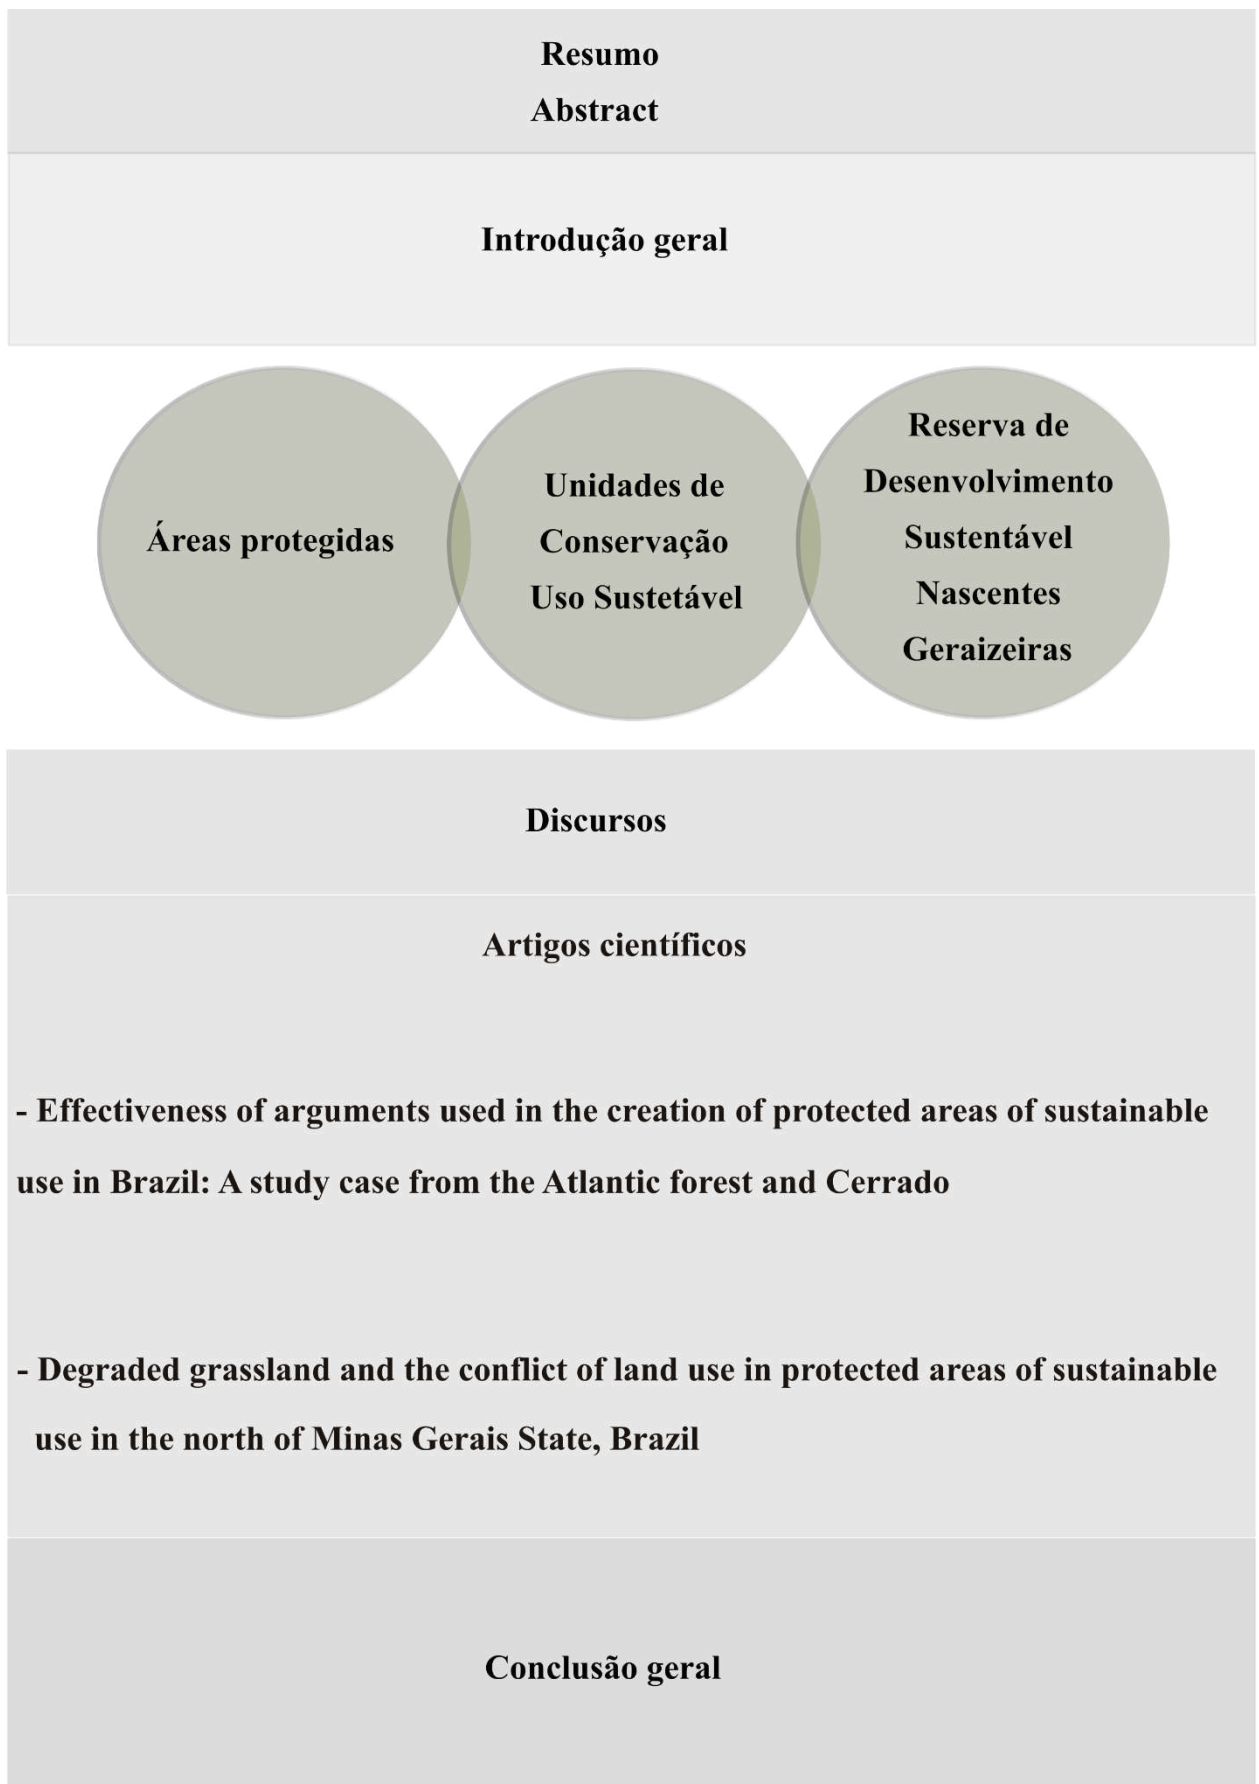 Resumo
Abstract
Introdução geral
Áreas protegidas
Unidades de
Conservação
Uso Sustetável
Reserva de
Desenvolvimento
Sustentável
Nascentes
Geraizeiras
Discursos
Artigos científicos
- Effectiveness of arguments used in the creation of protected areas of sustainable
use in Brazil: A study case from the Atlantic forest and Cerrado
- Degraded grassland and the conflict of land use in protected areas of sustainable
use in the north of Minas Gerais State, Brazil
Conclusão geral